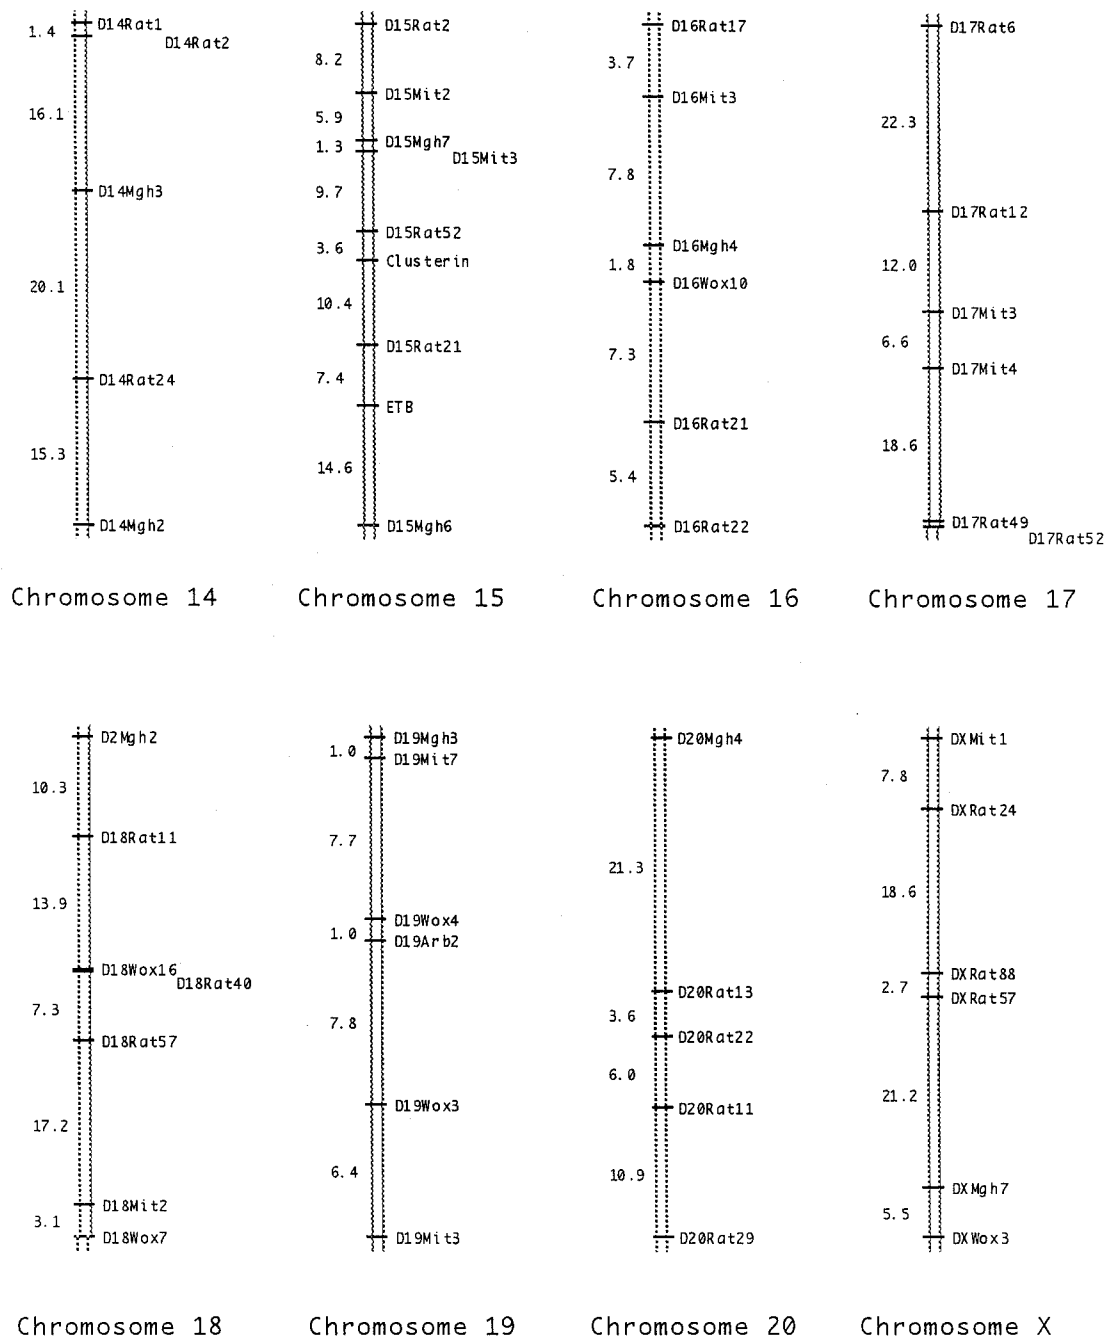 D14Rat1
1.4
D14Rat2
16.1
D14Mgh3
20.1
D14Rat24
15.3
D14Mgh2
Chromosome 14
D15Rat2
8.2
D15Mit2
5.9
D15Mgh7
1.3
D15Mit3
9.7
D15Rat52
3.6
Clusterin
10.4
D15Rat21
7.4
ETB
14.6
D15Mgh6
Chromosome 15
D16Rat17
3.7
D16Mit3
7.8
D16Mgh4
1.8
D16Wox10
7.3
D16Rat21
5.4
D16Rat22
Chromosome 16
D17Rat6
22.3
D17Rat12
12.0
D17Mit3
6.6
D17Mit4
18.6
D17Rat49
D17Rat52
Chromosome 17
D2Mgh2
10.3
D18Rat11
13.9
D18Wox16
D18Rat40
7.3
D18Rat57
17.2
D18Mit2
3.1
D18Wox7
Chromosome 18
D19Mgh3
1.0
D19Mit7
7.7
D19Wox4
1.0
D19Arb2
7.8
D19Wox3
6.4
D19Mit3
Chromosome 19
D20Mgh4
21.3
D20Rat13
3.6
D20Rat22
6.0
D20Rat11
10.9
D20Rat29
Chromosome 20
DXMit1
7.8
DXRat24
18.6
DXRat88
2.7
DXRat57
21.2
DXMgh7
5.5
DXWox3
Chromosome X